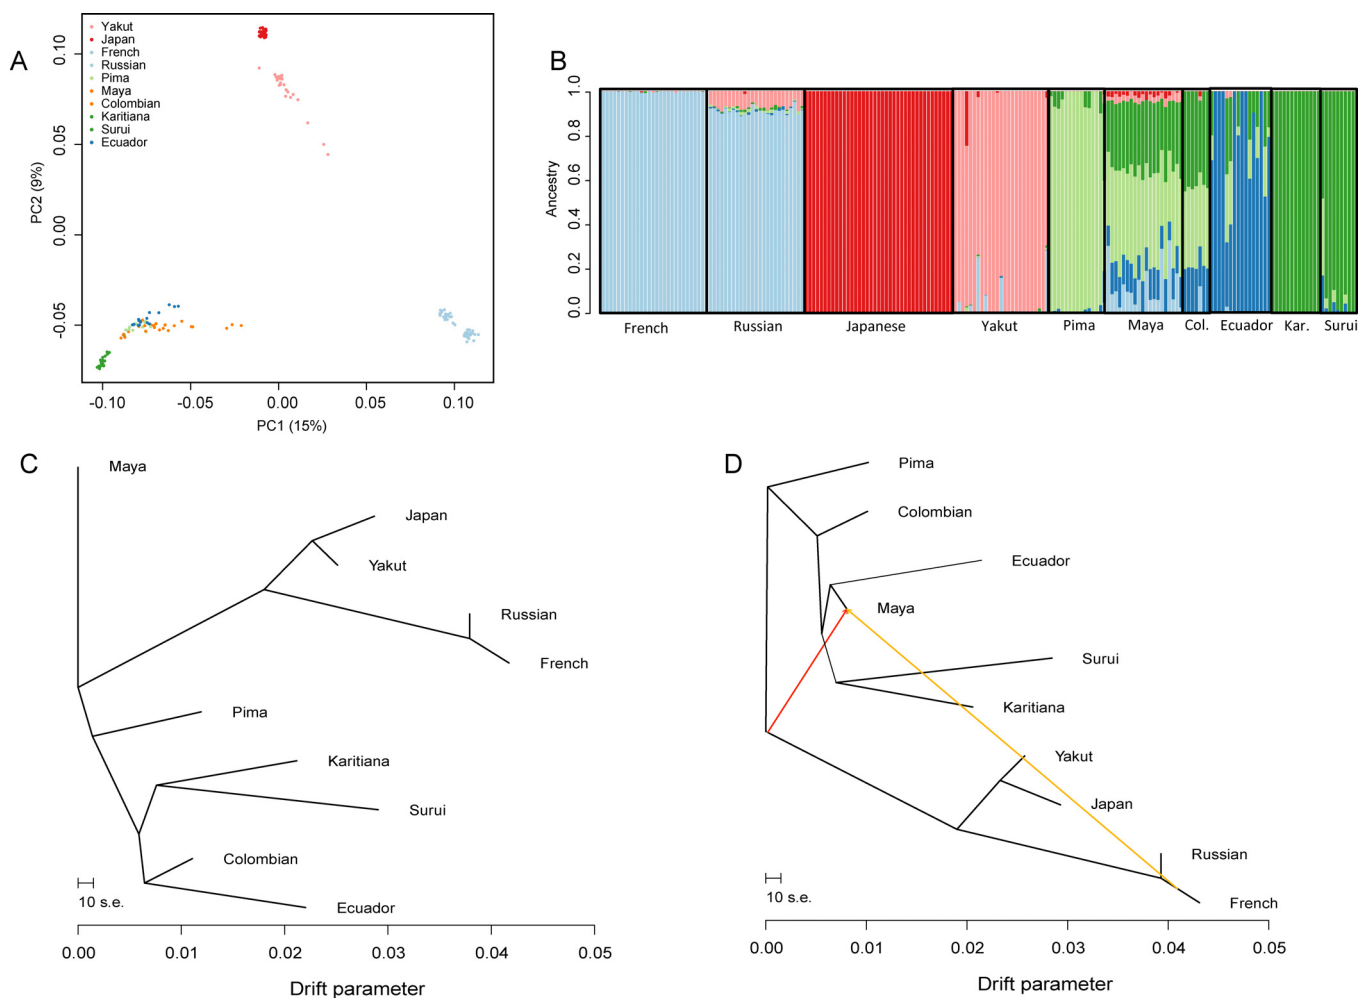 A
Yakut
Japan
French
Russian
Pima
Maya
Colombian
Karitiana
Surui
Ecuador
PC2 (9%)
0.10
0.05
0.00
-0.05
-0.10 -0.05 0.00 0.05 0.10
PC1 (15%)
B
Ancestry
1.0
0.8
0.6
0.4
0.2
0.0
French Russian Japanese Yakut Pima Maya Col. Ecuador Kar. Surui
C
Maya
Japan
Yakut
Russian
French
Pima
Karitiana
Surui
Colombian
Ecuador
10 s.e.
0.00 0.01 0.02 0.03 0.04 0.05
Drift parameter
D
Pima
Colombian
Ecuador
Maya
Surui
Karitiana
Yakut
Japan
Russian
French
10 s.e.
0.00 0.01 0.02 0.03 0.04 0.05
Drift parameter